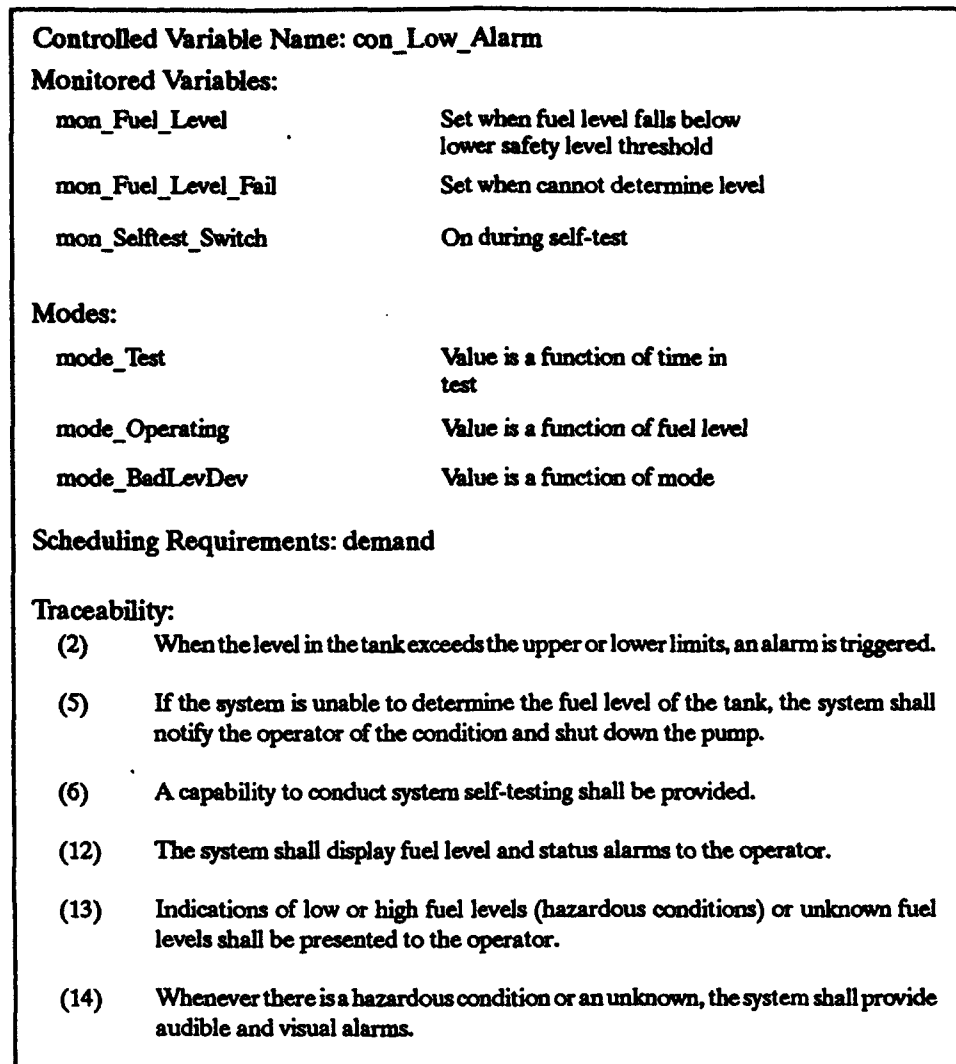 Controlled Variable Name: con_Low_Alarm
Monitored Variables:
mon_Fuel_Level Set when fuel level falls below
lower safety level threshold
mon_Fuel_Level_Fail Set when cannot determine level
mon_Selftest_Switch On during self-test
Modes:
mode_Test Value is a function of time in
test
mode_Operating Value is a function of fuel level
mode_BadLevDev Value is a function of mode
Scheduling Requirements: demand
Traceability:
(2) When the level in the tank exceeds the upper or lower limits, an alarm is triggered.
(5) If the system is unable to determine the fuel level of the tank, the system shall
notify the operator of the condition and shut down the pump.
(6) A capability to conduct system self-testing shall be provided.
(12) The system shall display fuel level and status alarms to the operator.
(13) Indications of low or high fuel levels (hazardous conditions) or unknown fuel
levels shall be presented to the operator.
(14) Whenever there is a hazardous condition or an unknown, the system shall provide
audible and visual alarms.